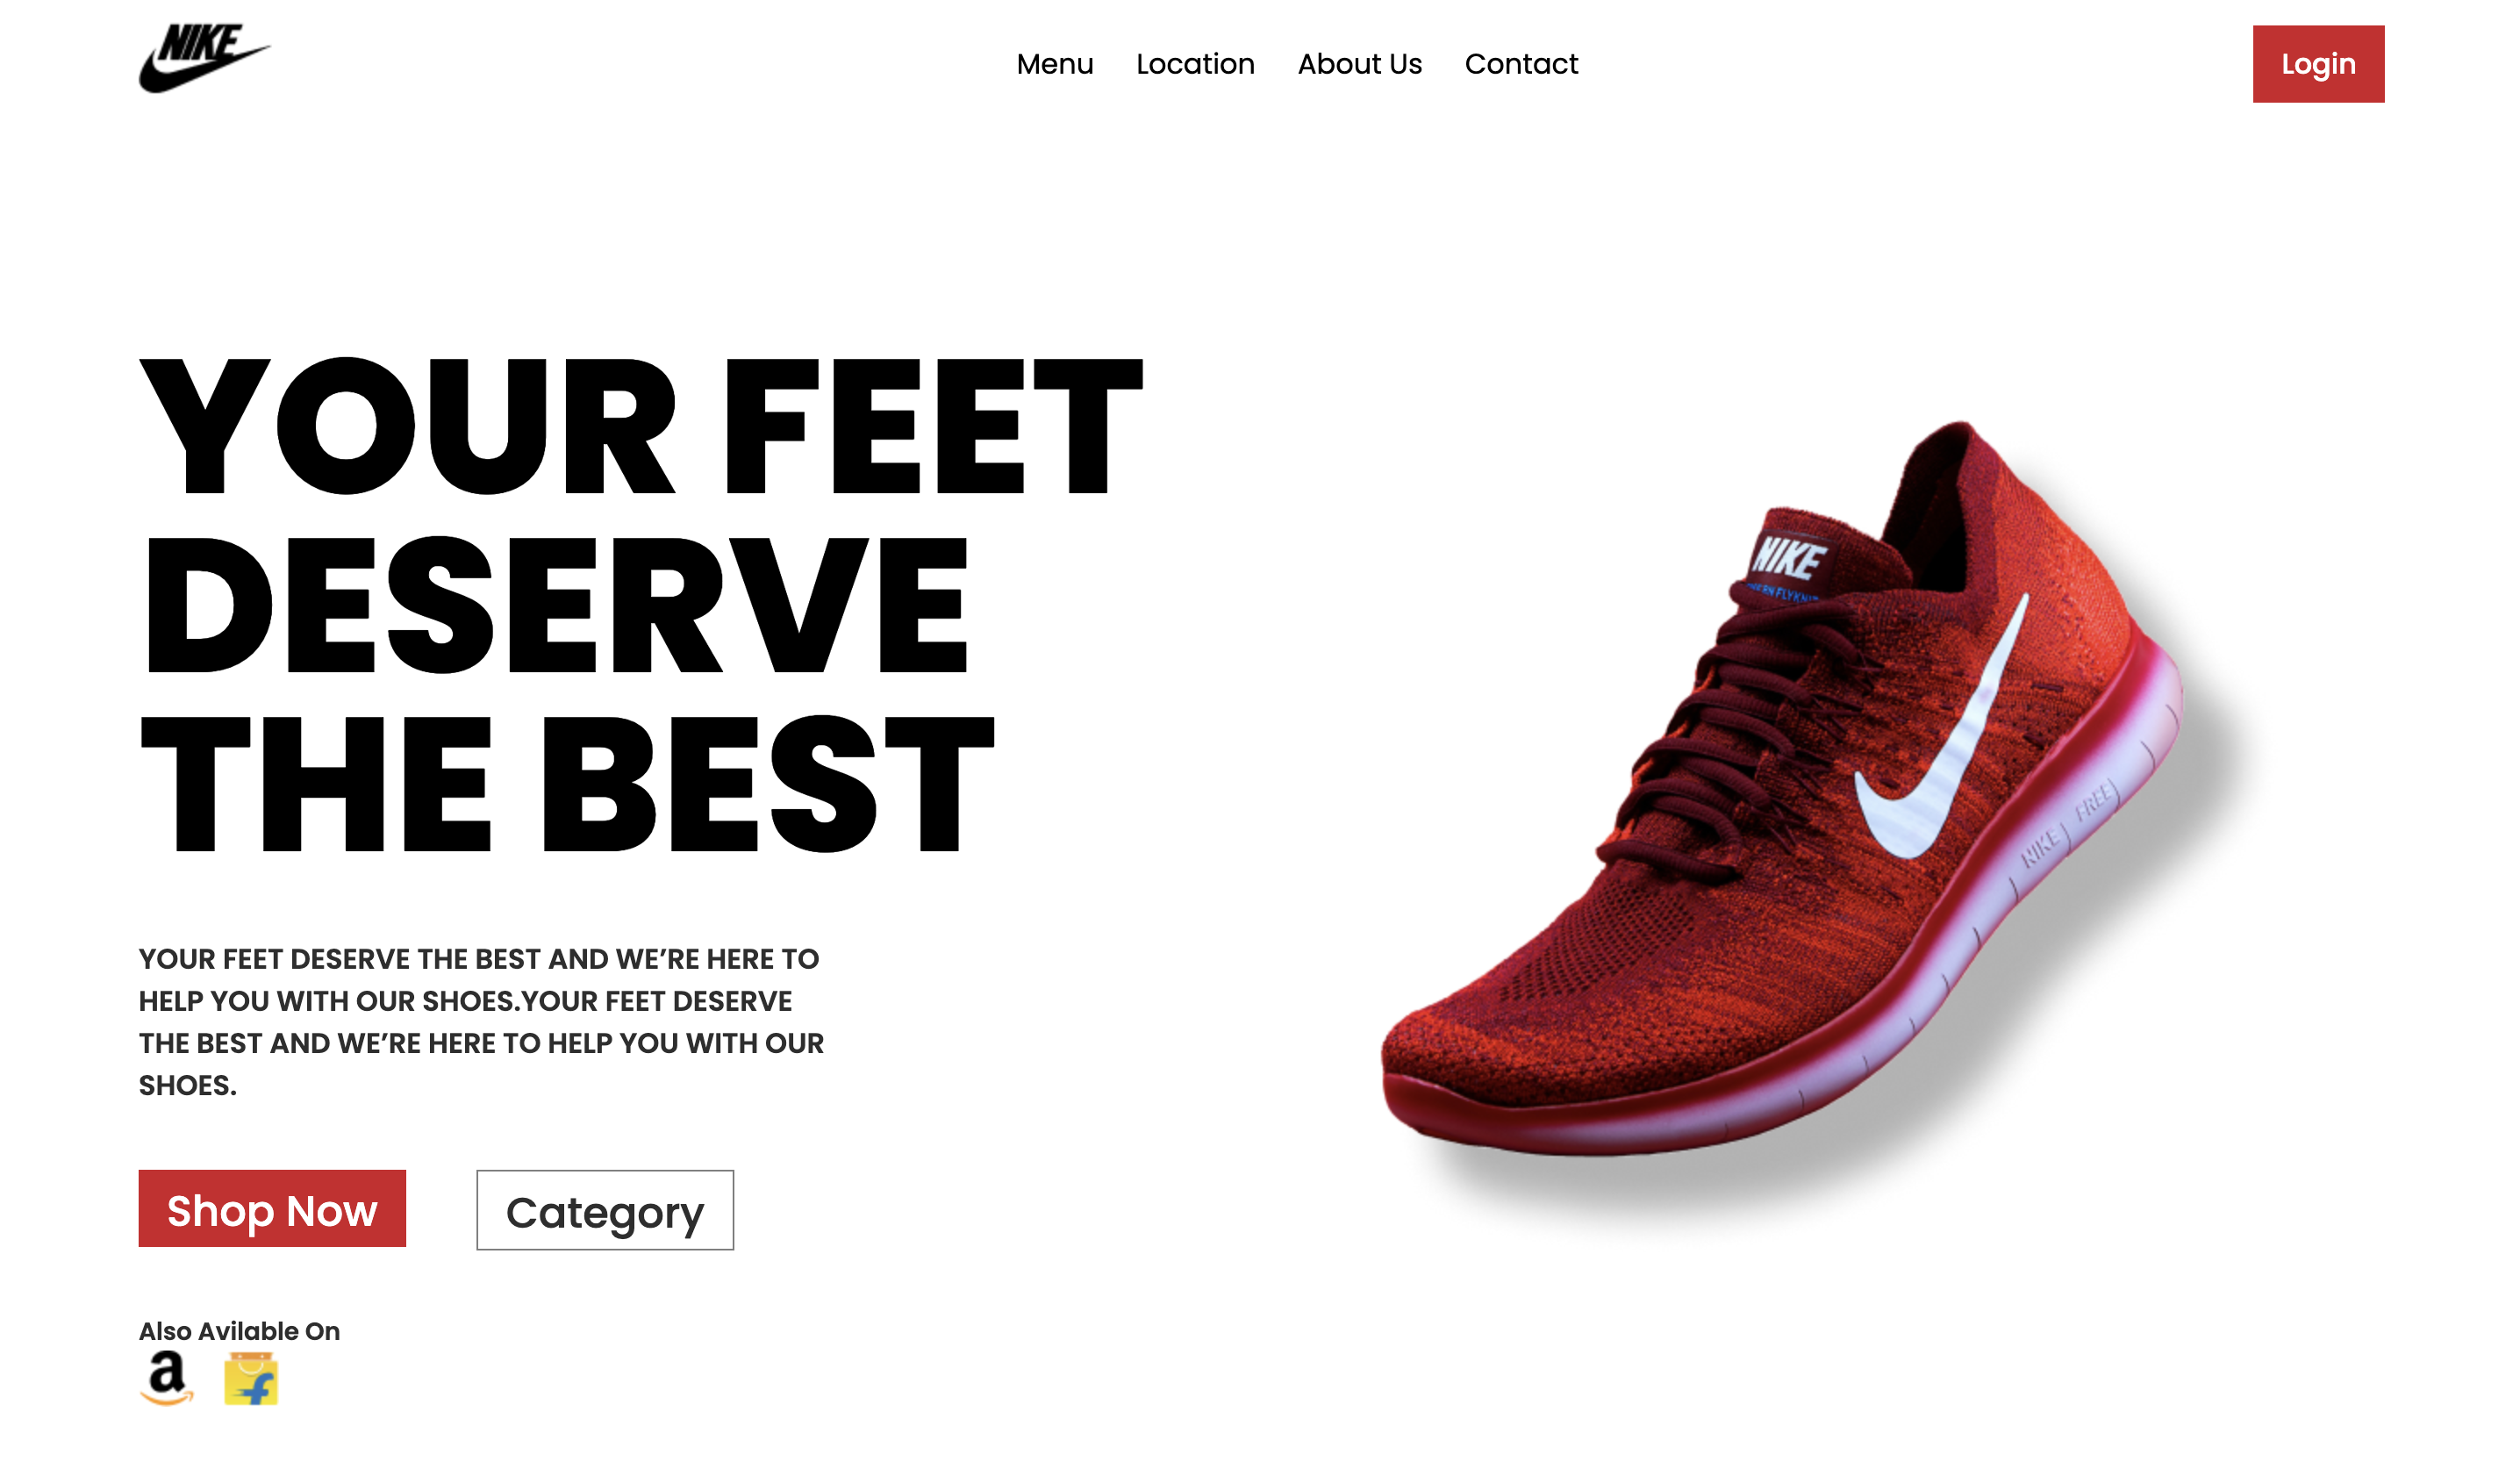 NIKE
Menu Location About Us Contact
Login
YOUR FEET
DESERVE
THE BEST
NIKE
NIKE FREE
YOUR FEET DESERVE THE BEST AND WE’RE HERE TO
HELP YOU WITH OUR SHOES.YOUR FEET DESERVE
THE BEST AND WE’RE HERE TO HELP YOU WITH OUR
SHOES.
Shop Now
Category
Also Avilable On
a
f